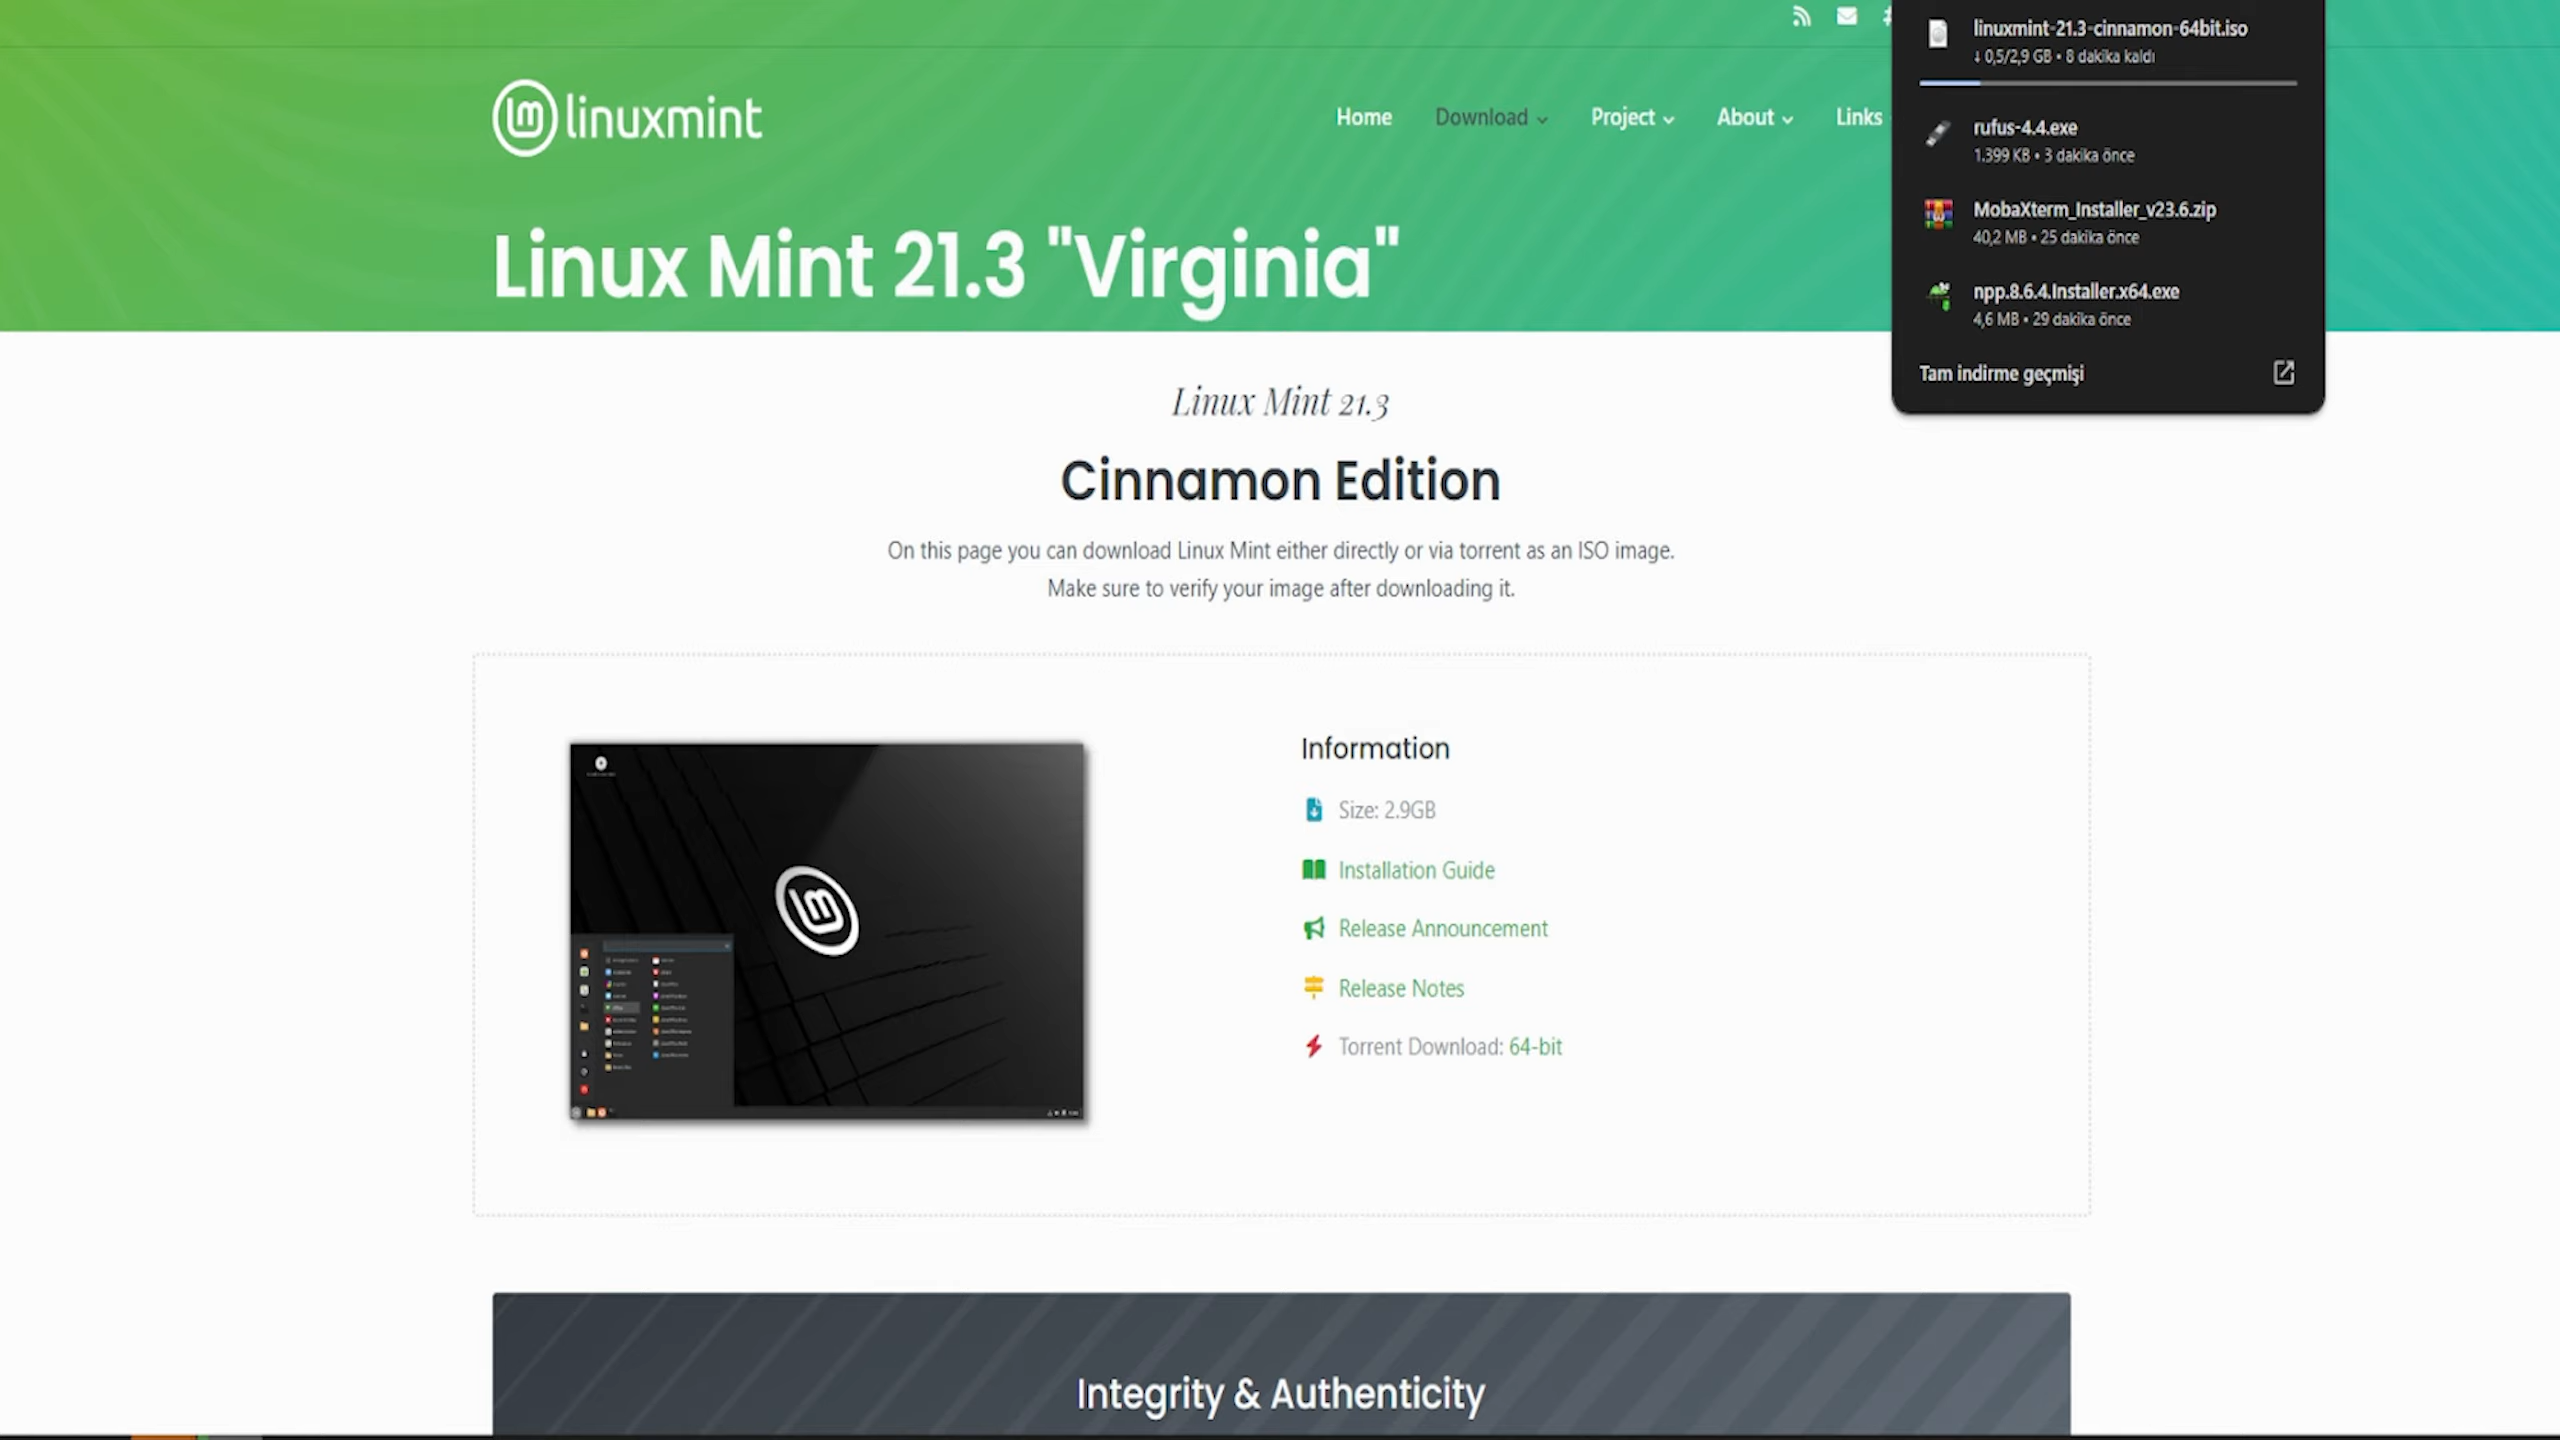 linuxmint
Home
Download
Project
About
Links
Linux Mint 21.3 "Virginia"
linuxmint-21.3-cinnamon-64bit.iso
↓ 0,5/2,9 GB • 8 dakika kaldı
rufus-4.4.exe
1.399 KB • 3 dakika önce
MobaXterm_Installer_v23.6.zip
40,2 MB • 25 dakika önce
npp.8.6.4.Installer.x64.exe
4,6 MB • 29 dakika önce
Tam indirme geçmişi
Linux Mint 21.3
Cinnamon Edition
On this page you can download Linux Mint either directly or via torrent as an ISO image.
Make sure to verify your image after downloading it.
Information
Size: 2.9GB
Installation Guide
Release Announcement
Release Notes
Torrent Download: 64-bit
Integrity & Authenticity